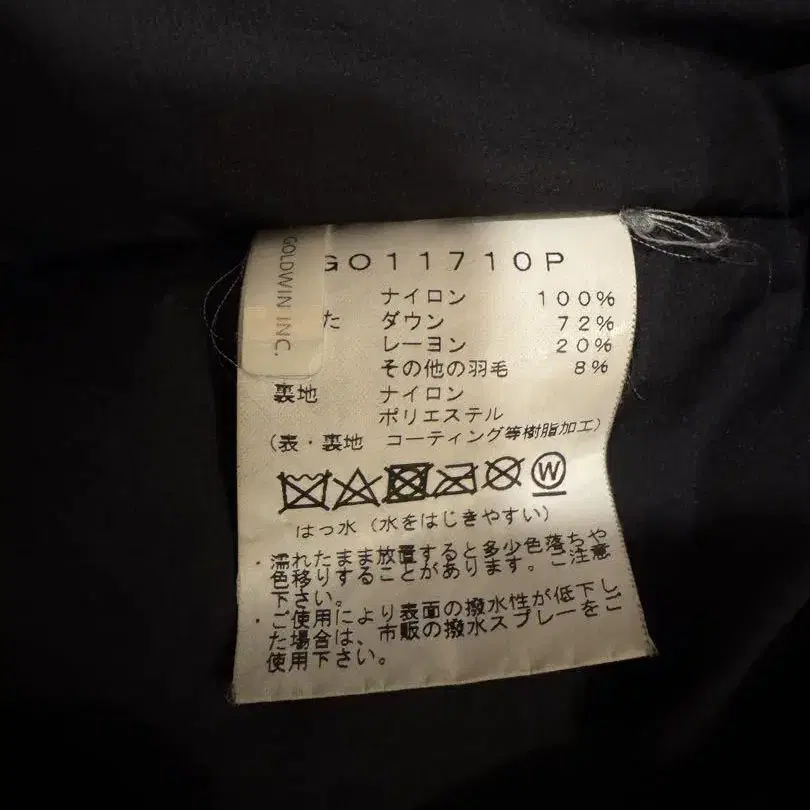 GOLDWIN INC.
GO11710P
ナイロン 100%
た ダウン 72%
レーヨン 20%
その他の羽毛 8%
裏地 ナイロン
ポリエステル
(表・裏地 コーティング等樹脂加工)
W
はっ水(水をはじきやすい)
・濡れたまま放置すると多少色落ちや
色移りすることがあります。ご注意
下さい。
・ご使用により表面の撥水性が低下し
た場合は、市販の撥水スプレーをご
使用下さい。